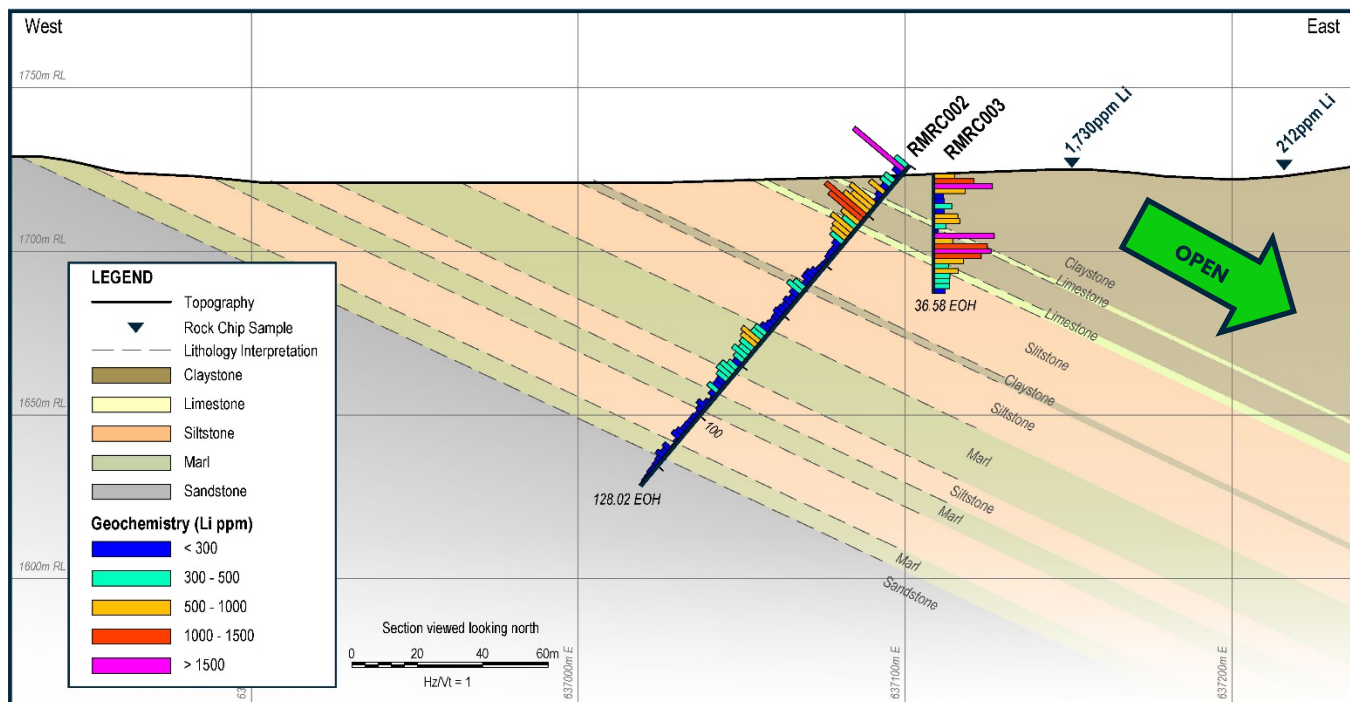 West
East
1750m RL
RMRC002
RMRC003
1,730ppm Li
212ppm Li
1700m RL
OPEN
Claystone
Limestone
Limestone
36.58 EOH
Slitstone
Claystone
Siltstone
Marl
Siltstone
Marl
Marl
Sandstone
1650m RL
100
128.02 EOH
1600m RL
LEGEND
Topography
Rock Chip Sample
Lithology Interpretation
Claystone
Limestone
Siltstone
Marl
Sandstone
Geochemistry (Li ppm)
< 300
300 - 500
500 - 1000
1000 - 1500
> 1500
Section viewed looking north
0 20 40 60m
Hz/Vt = 1
637000m E
637100m E
637200m E